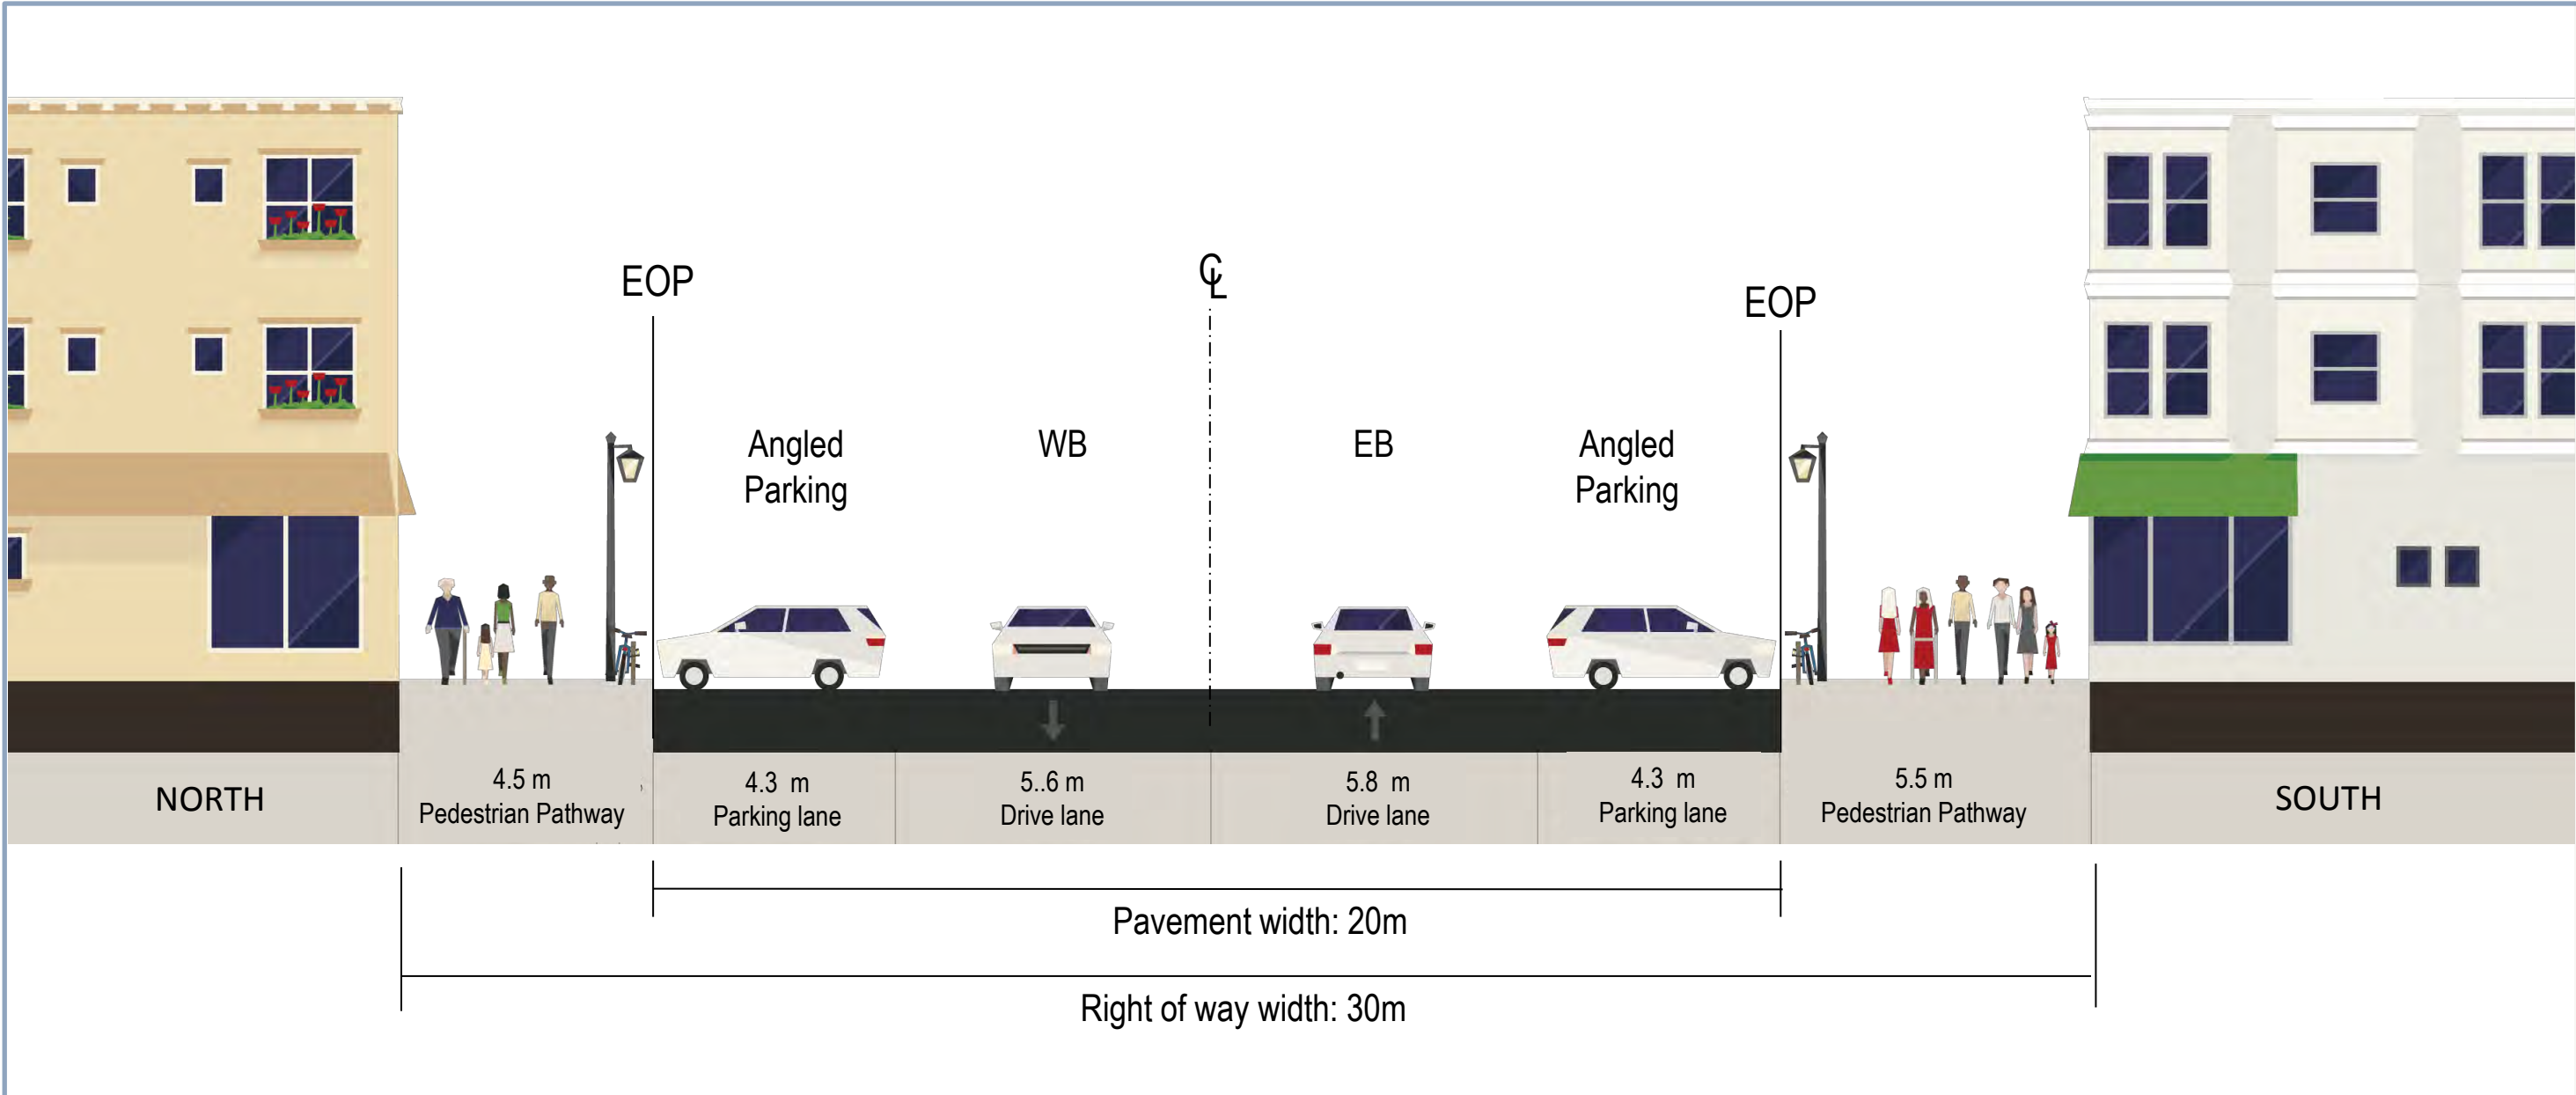 EOP
℄
EOP
Angled
Parking
WB
EB
Angled
Parking
NORTH
4.5 m
Pedestrian Pathway
4.3 m
Parking lane
5..6 m
Drive lane
5.8 m
Drive lane
4.3 m
Parking lane
5.5 m
Pedestrian Pathway
SOUTH
Pavement width: 20m
Right of way width: 30m